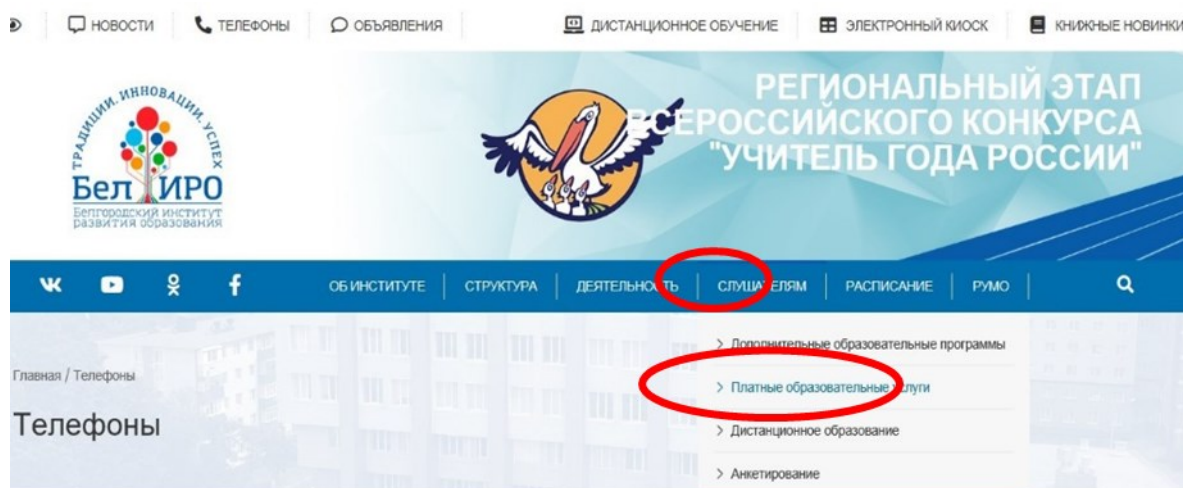 НОВОСТИ
ТЕЛЕФОНЫ
ОБЪЯВЛЕНИЯ
ДИСТАНЦИОННОЕ ОБУЧЕНИЕ
ЭЛЕКТРОННЫЙ КИОСК
КНИЖНЫЕ НОВИНКИ
ТРАДИЦИИ. ИННОВАЦИИ. УСПЕХ
Бел ИРО
Белгородский институт
развития образования
РЕГИОНАЛЬНЫЙ ЭТАП
ВСЕРОССИЙСКОГО КОНКУРСА
"УЧИТЕЛЬ ГОДА РОССИИ"
ОБ ИНСТИТУТЕ
СТРУКТУРА
ДЕЯТЕЛЬНОСТЬ
СЛУШАТЕЛЯМ
РАСПИСАНИЕ
РУМО
> Дополнительные образовательные программы
> Платные образовательные услуги
> Дистанционное образование
> Анкетирование
Главная / Телефоны
Телефоны